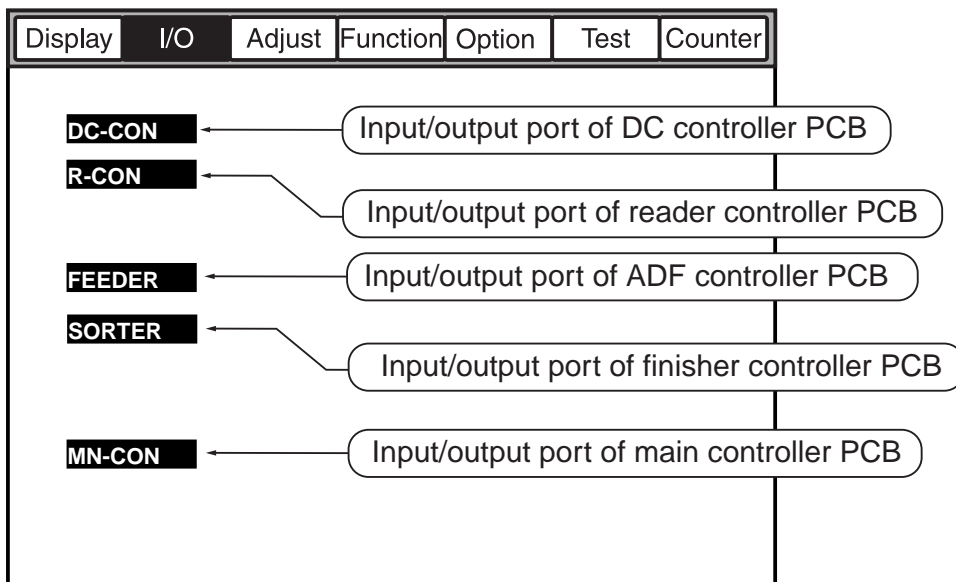 Display I/O Adjust Function Option Test Counter
DC-CON Input/output port of DC controller PCB
R-CON
Input/output port of reader controller PCB
FEEDER Input/output port of ADF controller PCB
SORTER
Input/output port of finisher controller PCB
MN-CON Input/output port of main controller PCB